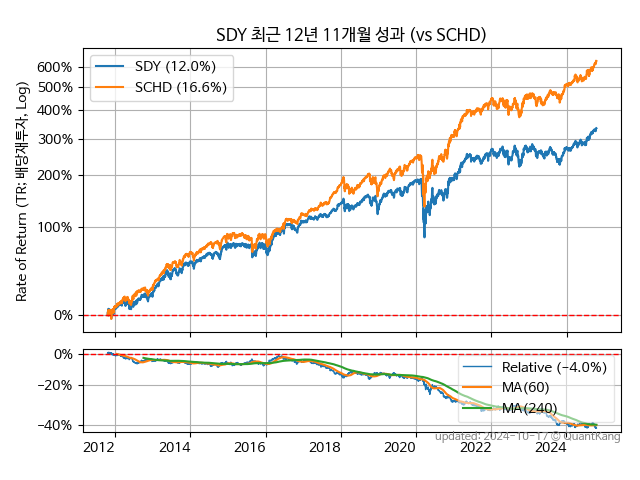 SDY 최근 12년 11개월 성과 (vs SCHD)
Rate of Return (TR: 배당재투자, Log)
600%
500%
400%
300%
200%
100%
0%
SDY (12.0%)
SCHD (16.6%)
0%
−20%
−40%
Relative (−4.0%)
MA(60)
MA(240)
2012 2014 2016 2018 2020 2022 2024
updated: 2024-10-17 © QuantKang